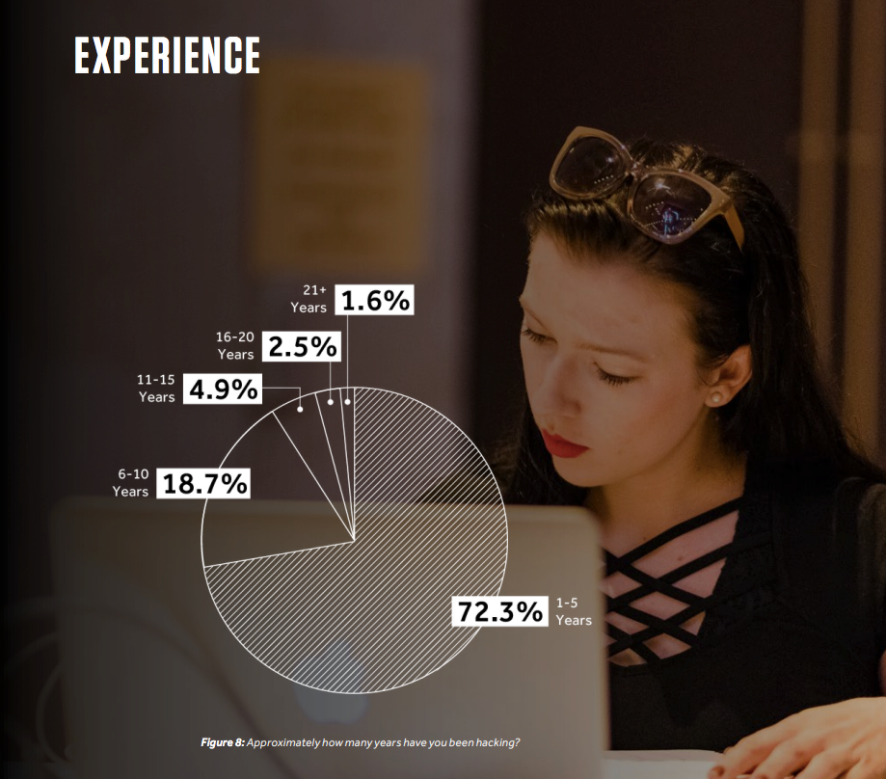 EXPERIENCE
21+
Years
1.6%
16-20
Years
2.5%
11-15
Years
4.9%
6-10
Years
18.7%
72.3%
1-5
Years
Figure 8: Approximately how many years have you been hacking?